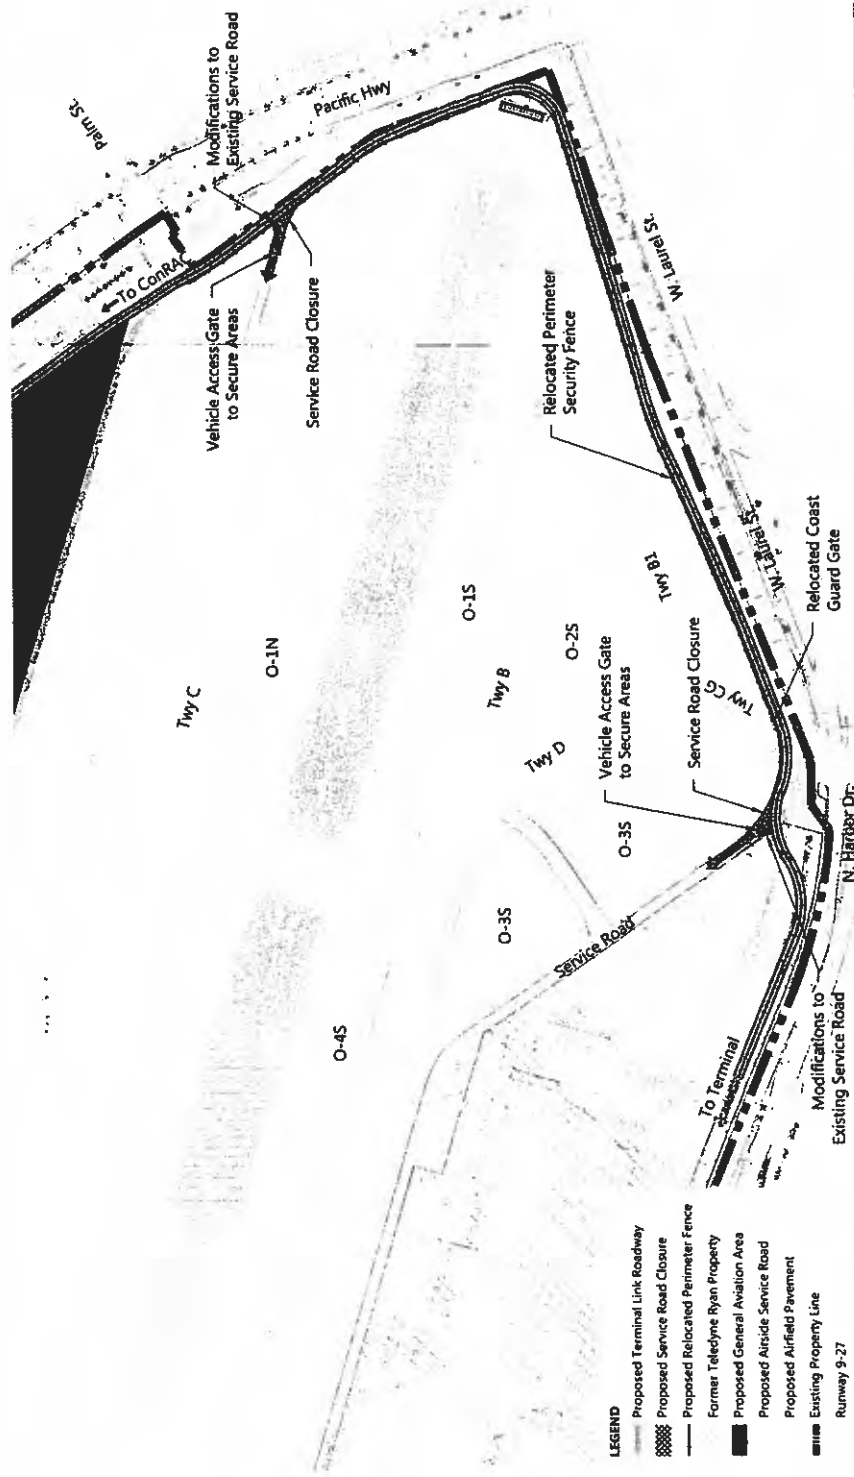 Palm St.
Modifications to
Existing Service Road
Pacific Hwy
To ConRAC
Vehicle Access Gate
to Secure Areas
Service Road Closure
W. Laurel St.
Relocated Perimeter
Security Fence
Twy C
O-1N
O-1S
Twy B
O-2S
Twy B1
W. Laurel St.
Relocated Coast
Guard Gate
Twy D
Vehicle Access Gate
to Secure Areas
Service Road Closure
Twy CG
O-3S
O-3S
N. Harbor Dr.
Service Road
O-4S
To Terminal
Modifications to
Existing Service Road
LEGEND
Proposed Terminal Link Roadway
Proposed Service Road Closure
Proposed Relocated Perimeter Fence
Former Teledyne Ryan Property
Proposed General Aviation Area
Proposed Airside Service Road
Proposed Airfield Pavement
Existing Property Line
Runway 9-27